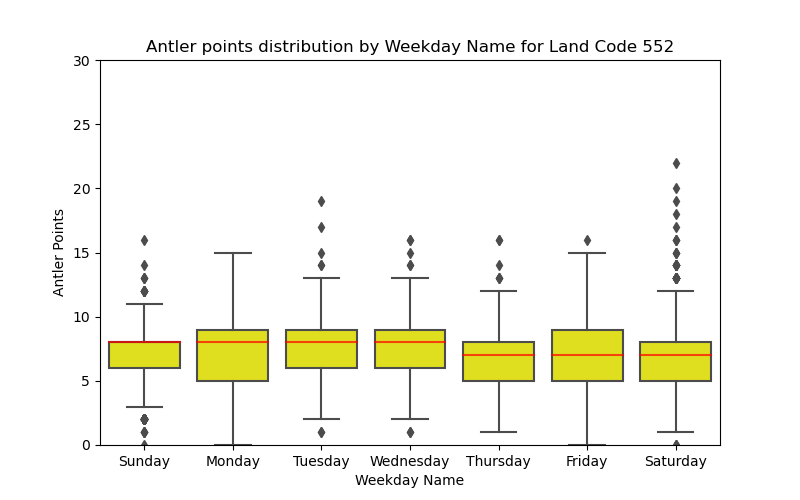 Antler points distribution by Weekday Name for Land Code 552
30
25
20
15
10
5
0
Antler Points
Sunday Monday Tuesday Wednesday Thursday Friday Saturday
Weekday Name